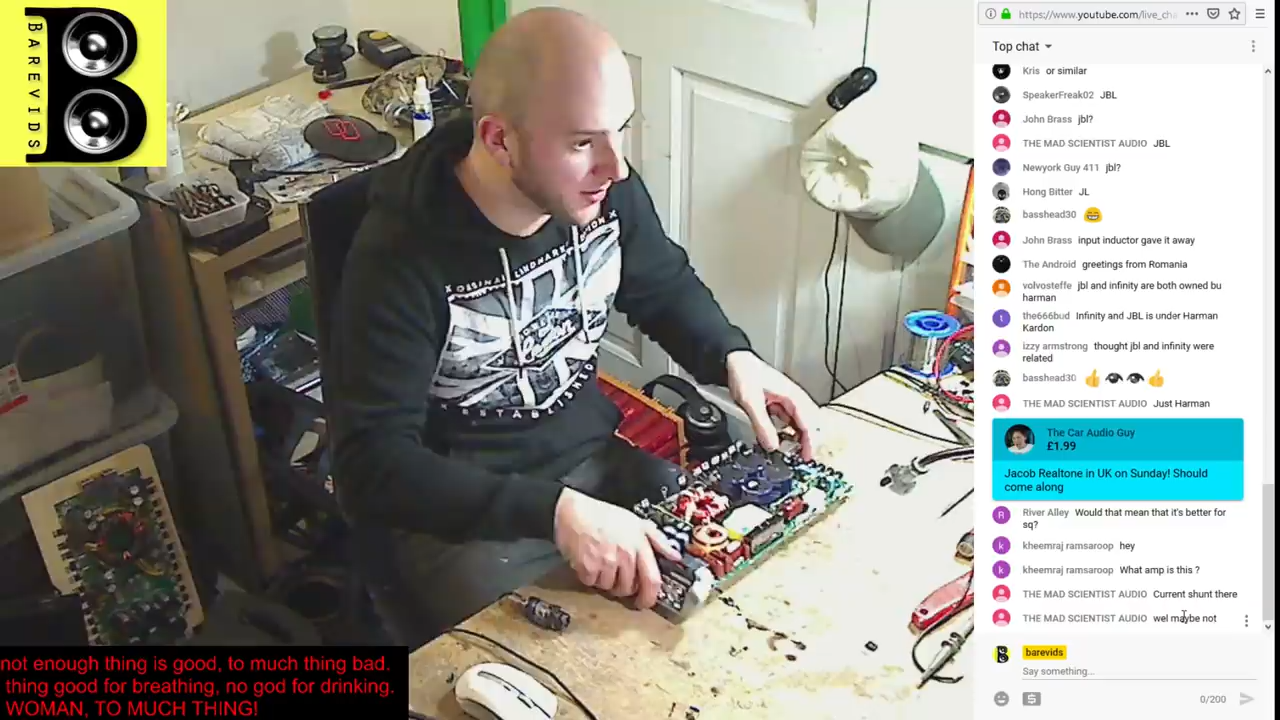 BAREVIDS
https://www.youtube.com/live_cha
Top chat
Kris or similar
SpeakerFreak02 JBL
John Brass jbl?
THE MAD SCIENTIST AUDIO JBL
Newyork Guy 411 jbl?
Hong Bitter JL
basshead30
John Brass input inductor gave it away
The Android greetings from Romania
volvosteffe jbl and infinity are both owned bu
harman
the666bud Infinity and JBL is under Harman
Kardon
izzy armstrong thought jbl and infinity were
related
basshead30
THE MAD SCIENTIST AUDIO Just Harman
The Car Audio Guy
£1.99
Jacob Realtone in UK on Sunday! Should
come along
River Alley Would that mean that it's better for
sq?
kheemraj ramsaroop hey
kheemraj ramsaroop What amp is this ?
THE MAD SCIENTIST AUDIO Current shunt there
THE MAD SCIENTIST AUDIO wel maybe not
barevids
Say something...
0/200
ESTABLISHED
not enough thing is good, to much thing bad.
thing good for breathing, no god for drinking.
WOMAN, TO MUCH THING!